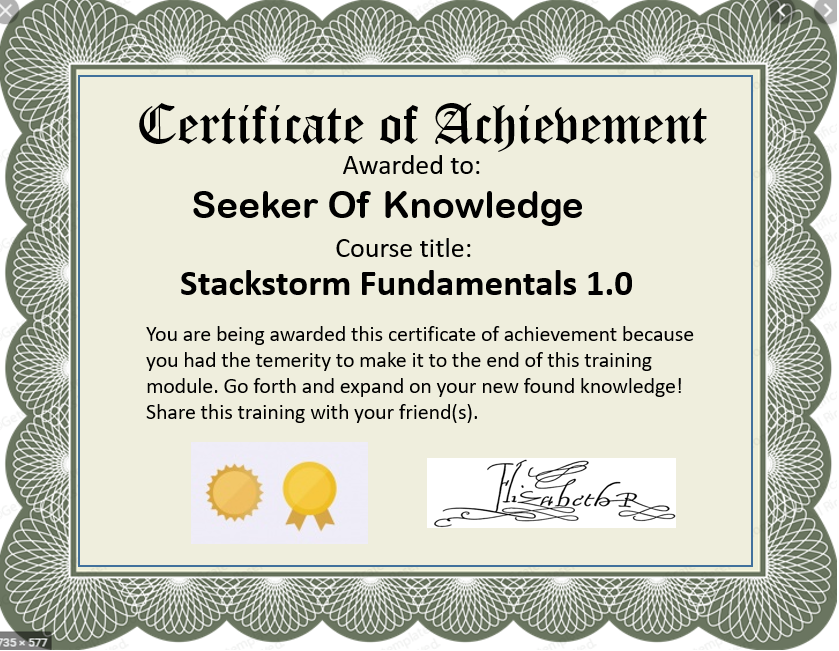 Certificate of Achievement
Awarded to:
Seeker Of Knowledge
Course title:
Stackstorm Fundamentals 1.0
You are being awarded this certificate of achievement because
you had the temerity to make it to the end of this training
module. Go forth and expand on your new found knowledge!
Share this training with your friend(s).
Elizabeth R
735 × 577